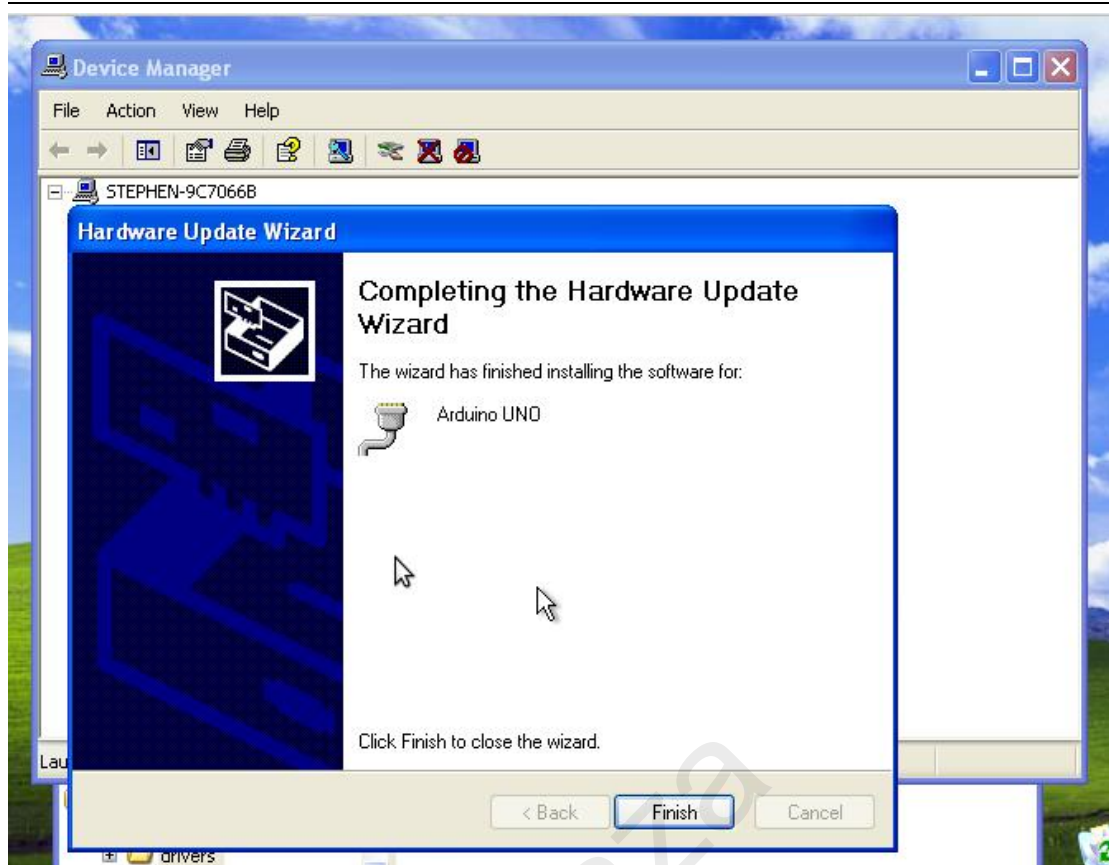 Device Manager
File Action View Help
STEPHEN-9C7066B
Hardware Update Wizard
Completing the Hardware Update
Wizard
The wizard has finished installing the software for:
Arduino UNO
Click Finish to close the wizard.
Lau
< Back Finish Cancel
drivers